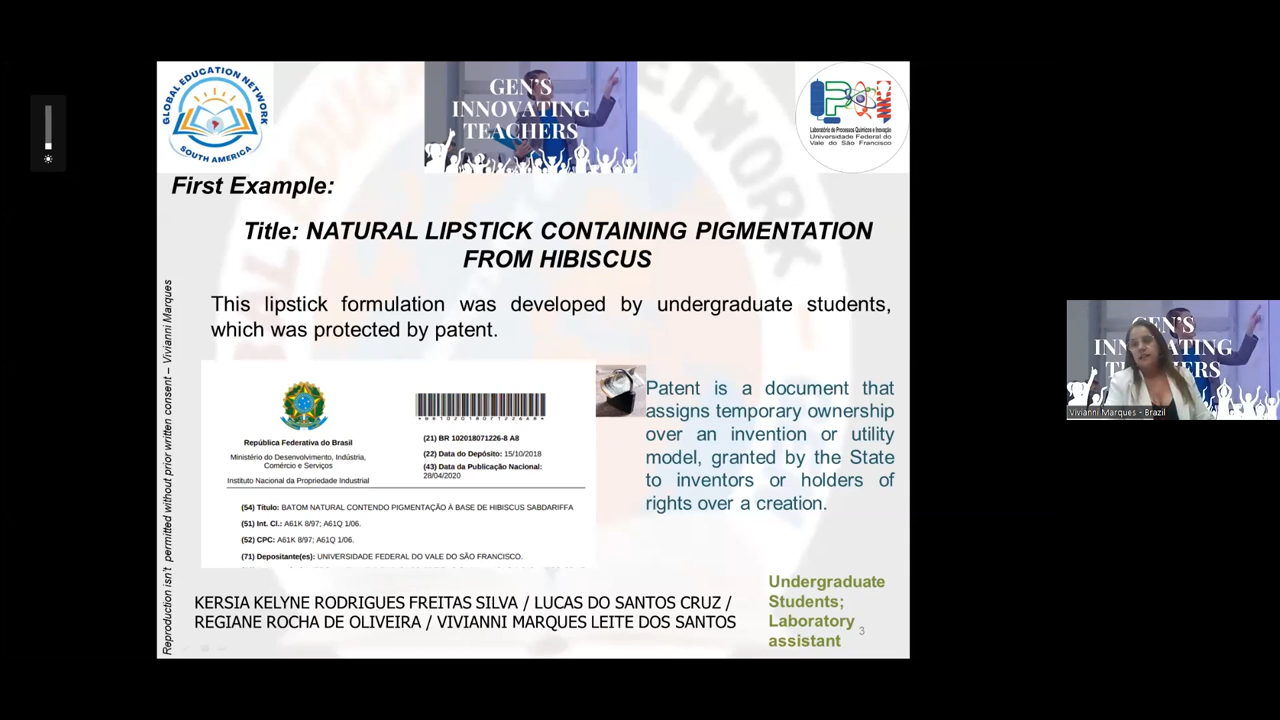 GLOBAL EDUCATION NETWORK
SOUTH AMERICA
GEN'S
INNOVATING
TEACHERS
Laboratório de Processos Químicos e Inovação
Universidade Federal do
Vale do São Francisco
First Example:
Title: NATURAL LIPSTICK CONTAINING PIGMENTATION
FROM HIBISCUS
This lipstick formulation was developed by undergraduate students,
which was protected by patent.
Reproduction isn't permitted without prior written consent – Vivianni Marques
República Federativa do Brasil
Ministério do Desenvolvimento, Indústria,
Comércio e Serviços
Instituto Nacional da Propriedade Industrial
(21) BR 102018071226-8 A8
(22) Data do Depósito: 15/10/2018
(43) Data da Publicação Nacional:
28/04/2020
(54) Título: BATOM NATURAL CONTENDO PIGMENTAÇÃO À BASE DE HIBISCUS SABDARIFFA
(51) Int. Cl.: A61K 8/97; A61Q 1/06.
(52) CPC: A61K 8/97; A61Q 1/06.
(71) Depositante(es): UNIVERSIDADE FEDERAL DO VALE DO SÃO FRANCISCO.
Patent is a document that
assigns temporary ownership
over an invention or utility
model, granted by the State
to inventors or holders of
rights over a creation.
KERSIA KELYNE RODRIGUES FREITAS SILVA / LUCAS DO SANTOS CRUZ /
REGIANE ROCHA DE OLIVEIRA / VIVIANNI MARQUES LEITE DOS SANTOS
Undergraduate
Students;
Laboratory
assistant
3
GEN'S
Vivianni Marques - Brazil